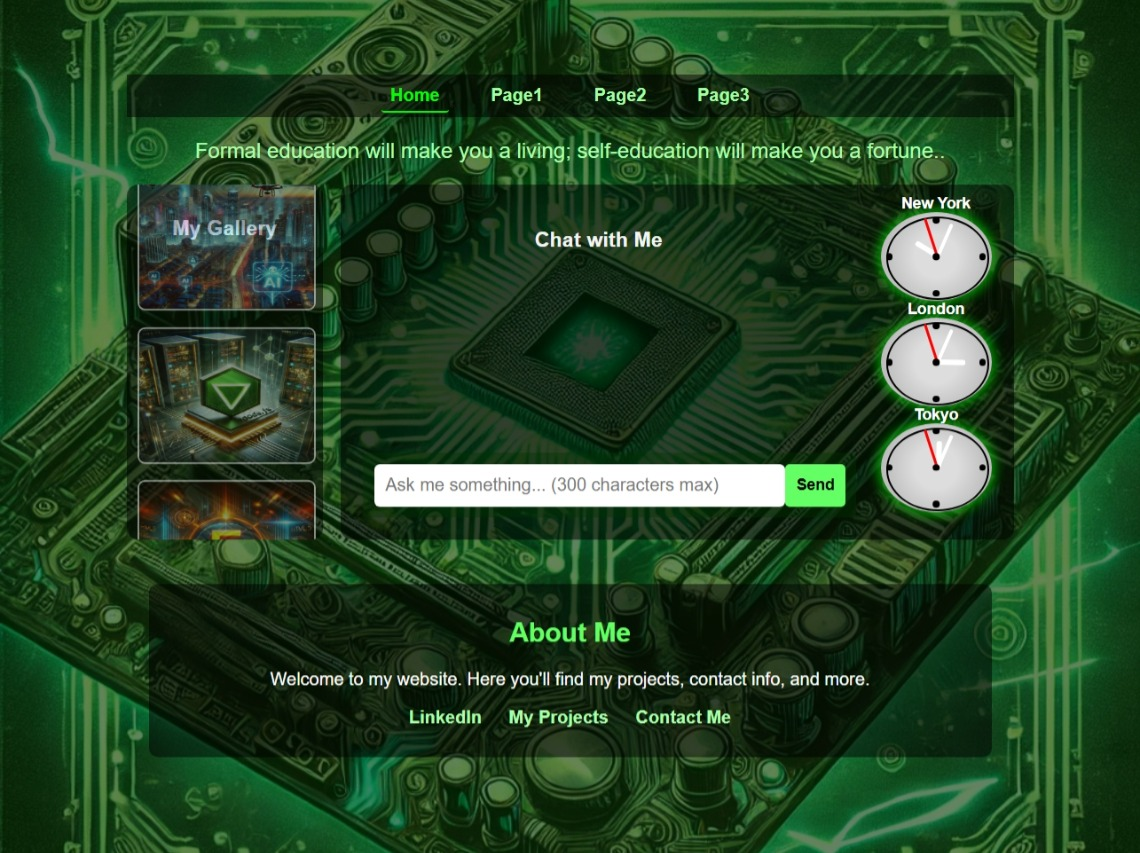 Home Page1 Page2 Page3
Formal education will make you a living; self-education will make you a fortune..
My Gallery
AI
Chat with Me
Ask me something... (300 characters max) Send
New York
London
Tokyo
About Me
Welcome to my website. Here you'll find my projects, contact info, and more.
LinkedIn My Projects Contact Me